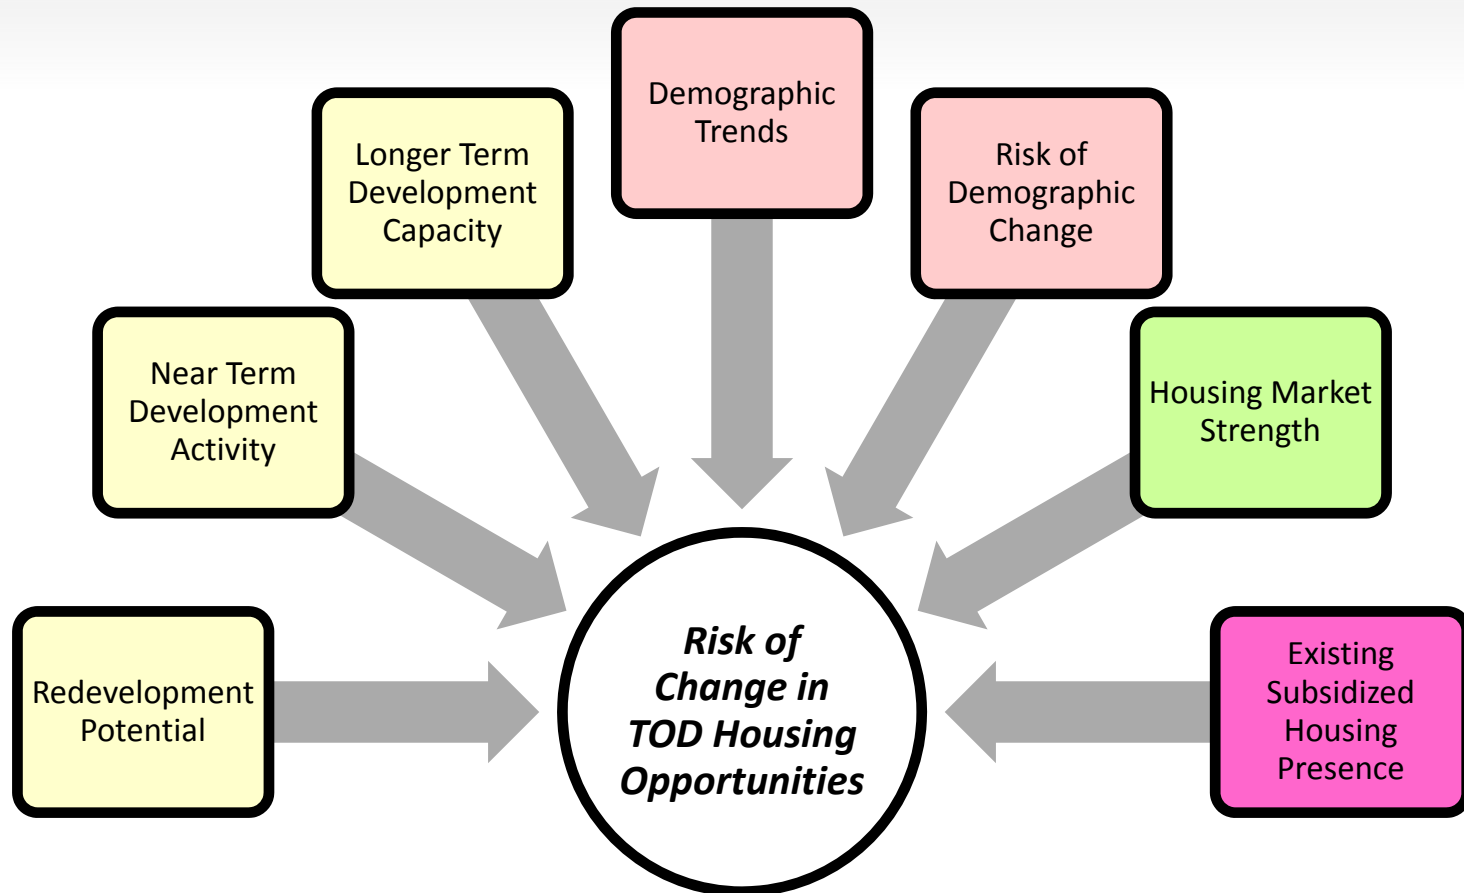 Demographic
Trends
Longer Term
Development
Capacity
Risk of
Demographic
Change
Near Term
Development
Activity
Housing Market
Strength
Redevelopment
Potential
Risk of
Change in
TOD Housing
Opportunities
Existing
Subsidized
Housing
Presence